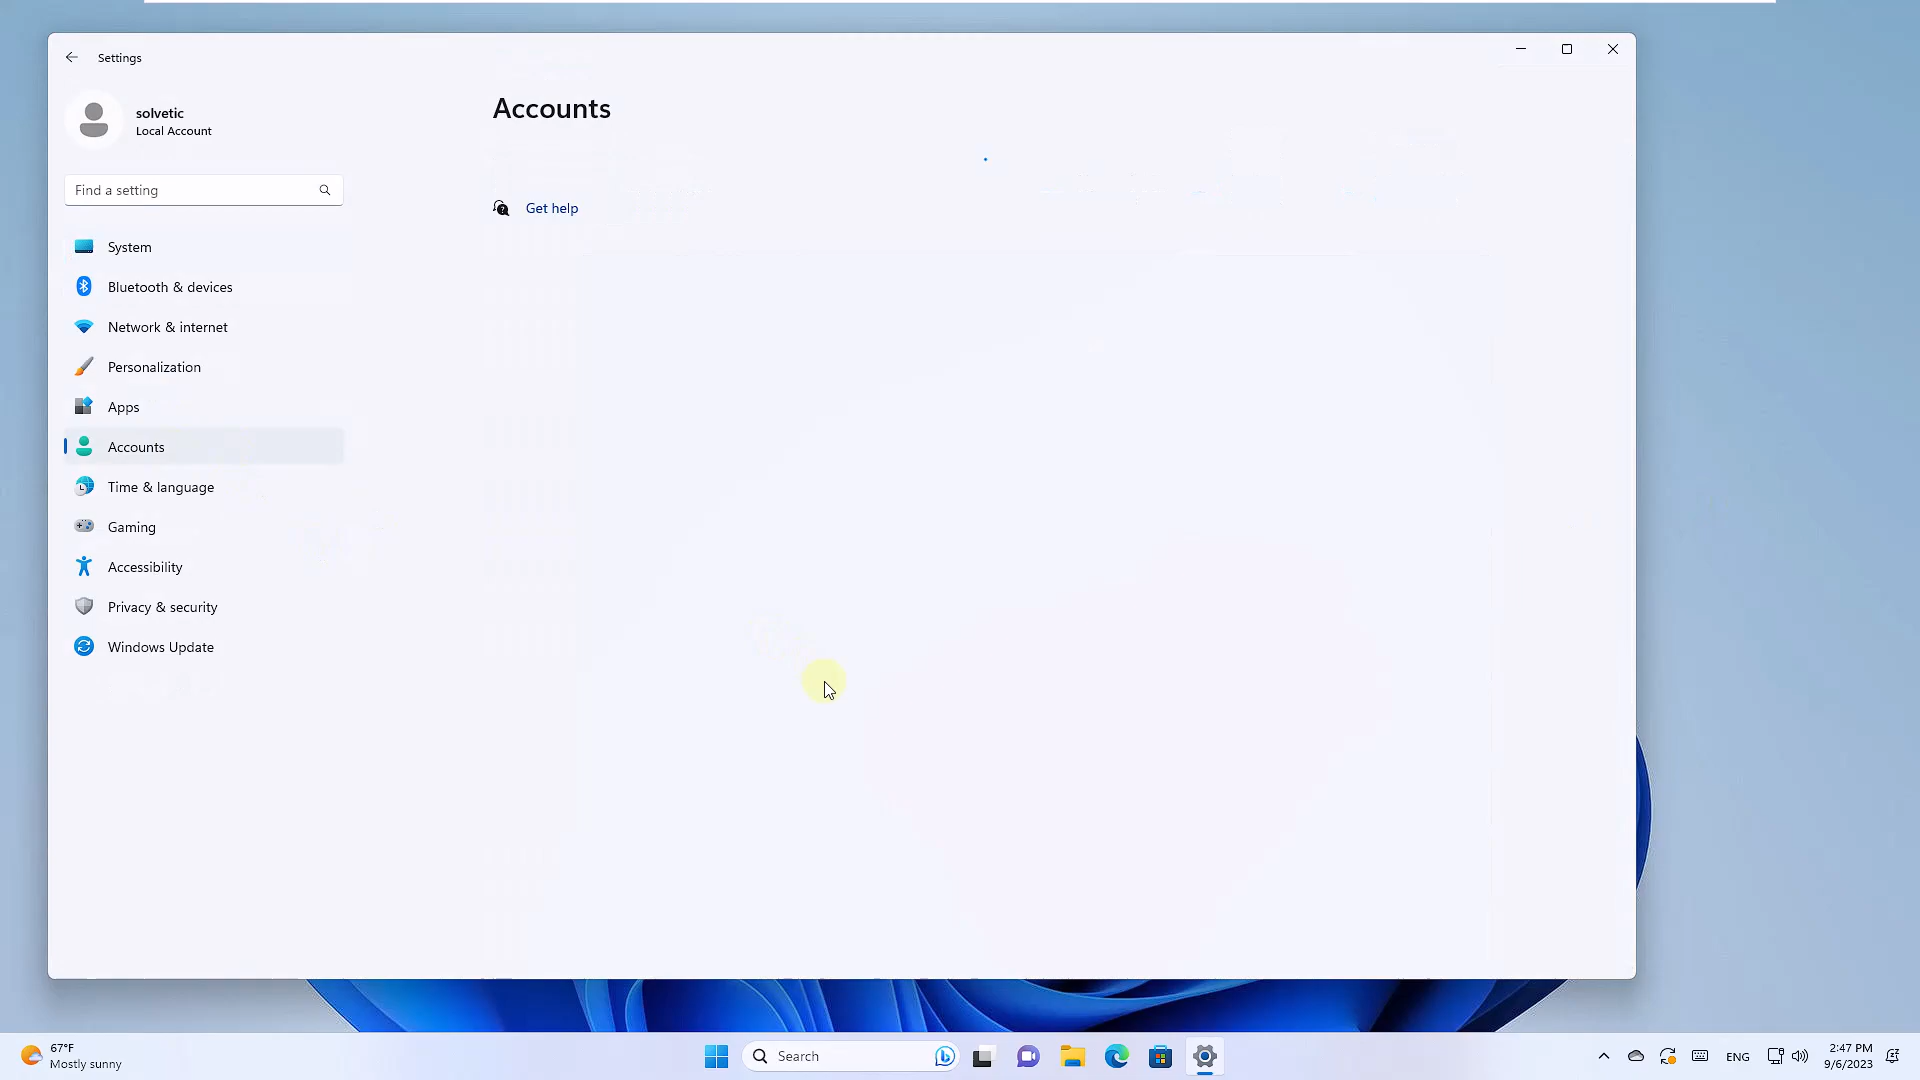 Settings
solvetic
Local Account
Find a setting
System
Bluetooth & devices
Network & internet
Personalization
Apps
Accounts
Time & language
Gaming
Accessibility
Privacy & security
Windows Update
Accounts
Get help
67°F
Mostly sunny
Search
ENG
2:47 PM
9/6/2023